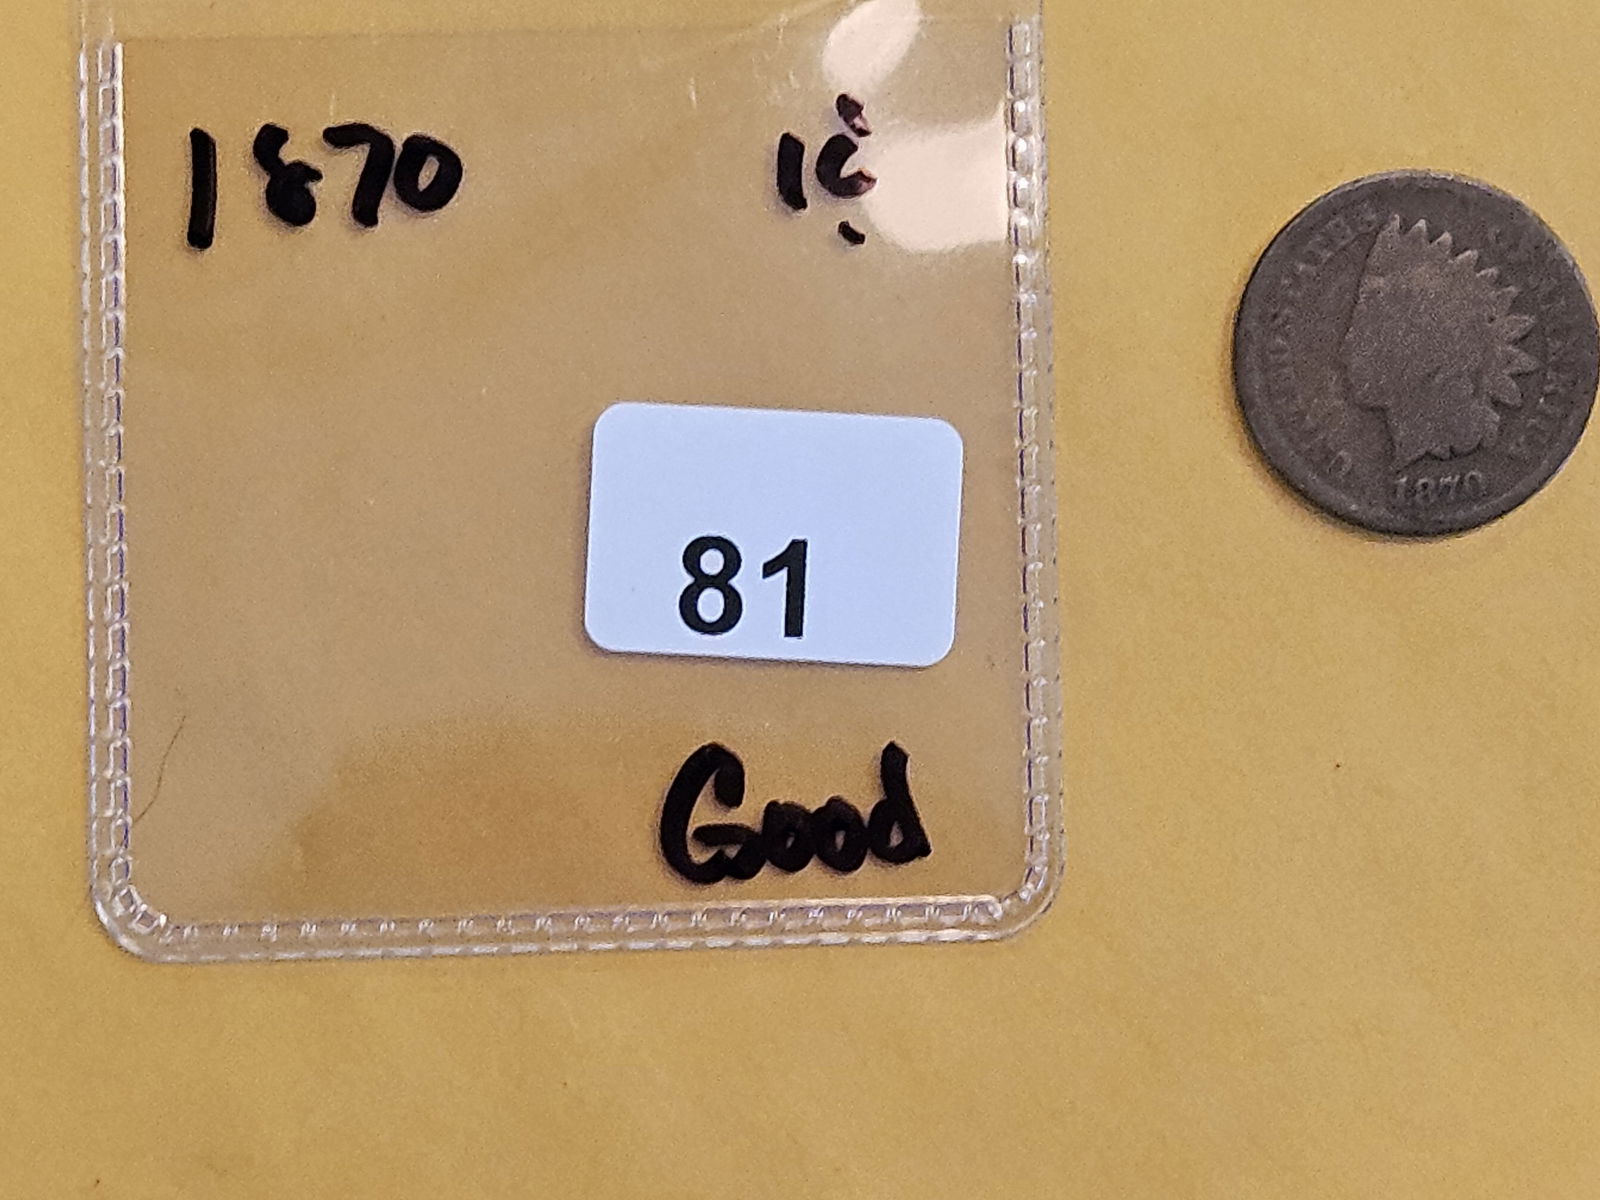 1870 1¢
81
Good
UNITED STATES OF AMERICA
1870